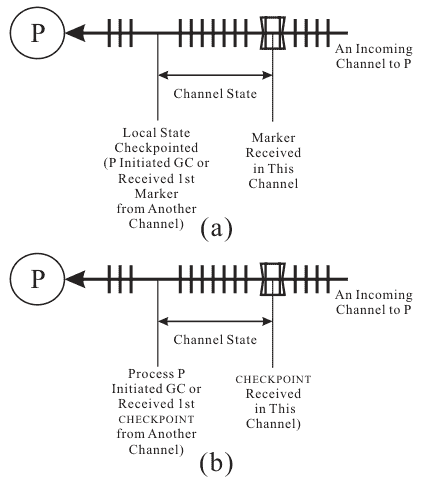 P
An Incoming
Channel to P
Channel State
Local State
Checkpointed
(P Initiated GC or
Received 1st
Marker
from Another
Channel)
Marker
Received
in This
Channel
(a)
P
An Incoming
Channel to P
Channel State
Process P
Initiated GC or
Received 1st
CHECKPOINT
from Another
Channel)
CHECKPOINT
Received
in This
Channel)
(b)